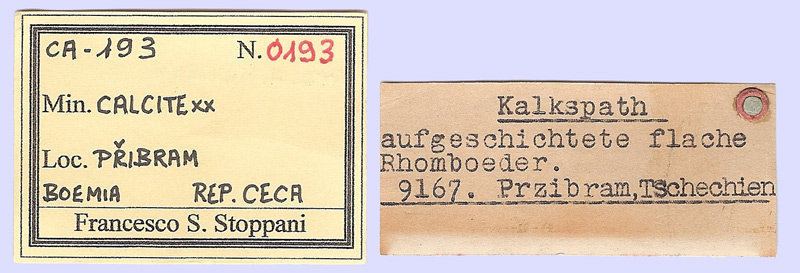 CA-193 N.0193
Min. CALCITE xx
Loc. PŘIBRAM
BOEMIA REP. CECA
Francesco S. Stoppani
Kalkspath
aufgeschichtete flache
Rhomboeder.
9167. Przibram,TSchechien